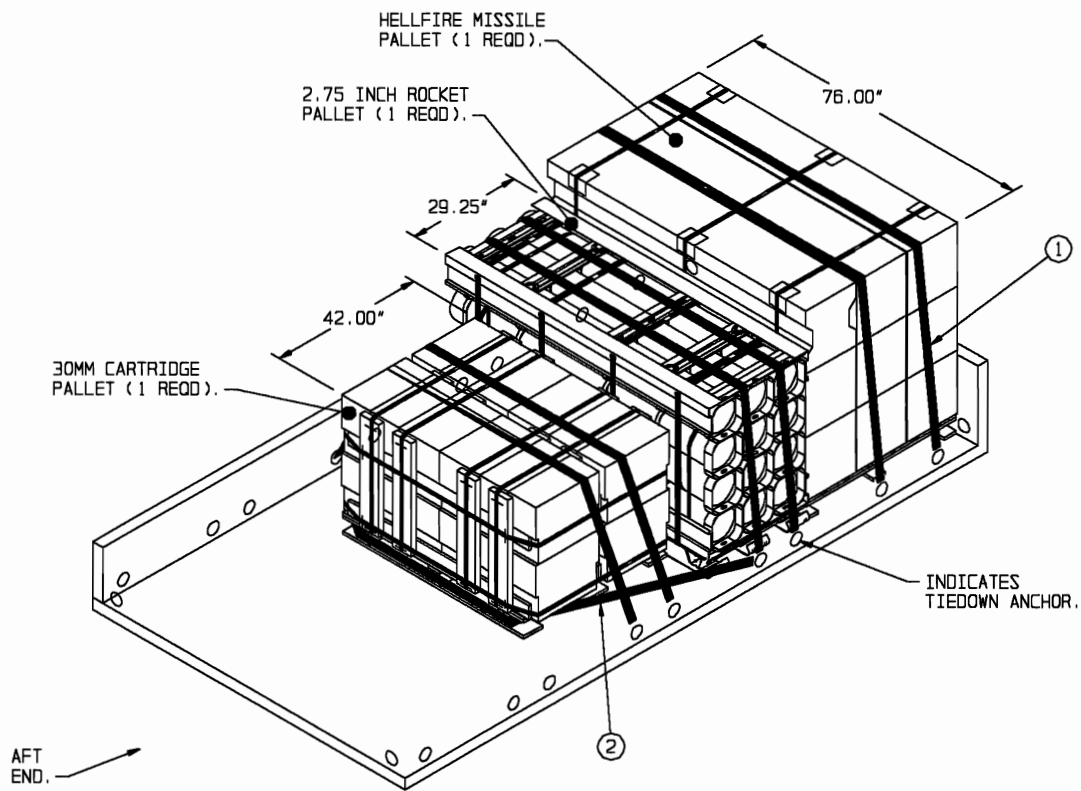 HELLFIRE MISSILE
PALLET (1 REQD).
76.00"
2.75 INCH ROCKET
PALLET (1 REQD).
29.25"
1
42.00"
30MM CARTRIDGE
PALLET (1 REQD).
INDICATES
TIEDOWN ANCHOR.
2
AFT
END.